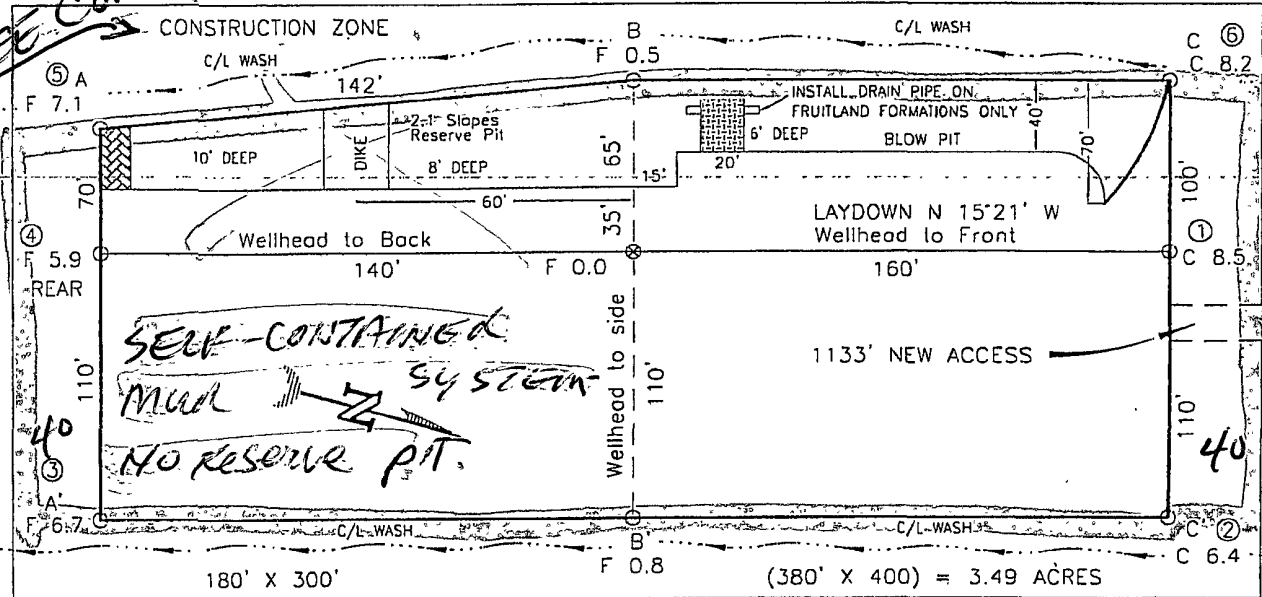 CONSTRUCTION ZONE
C/L WASH
B
F 0.5
C/L WASH
C ⑥
C 8.2
⑤ A
F 7.1
142'
2-1 Slopes
Reserve Pit
INSTALL DRAIN PIPE ON
FRUITLAND FORMATIONS ONLY
6' DEEP
BLOW PIT
40'
70'
10' DEEP
DIKE
8' DEEP
65'
15'
20'
100'
70'
60'
35'
LAYDOWN N 15°21' W
Wellhead to Front
④
F 5.9
REAR
Wellhead to Back
140'
F 0.0
160'
①
C 8.5
SELF-CONTAINED
MUD SYSTEM
NO RESERVE PIT.
N
Wellhead to side
110'
110'
1133' NEW ACCESS
110'
40
40
③
A'
F 6.7
C/L WASH
B'
F 0.8
C/L WASH
C' ②
C 6.4
180' X 300'
(380' X 400) = 3.49 ACRES